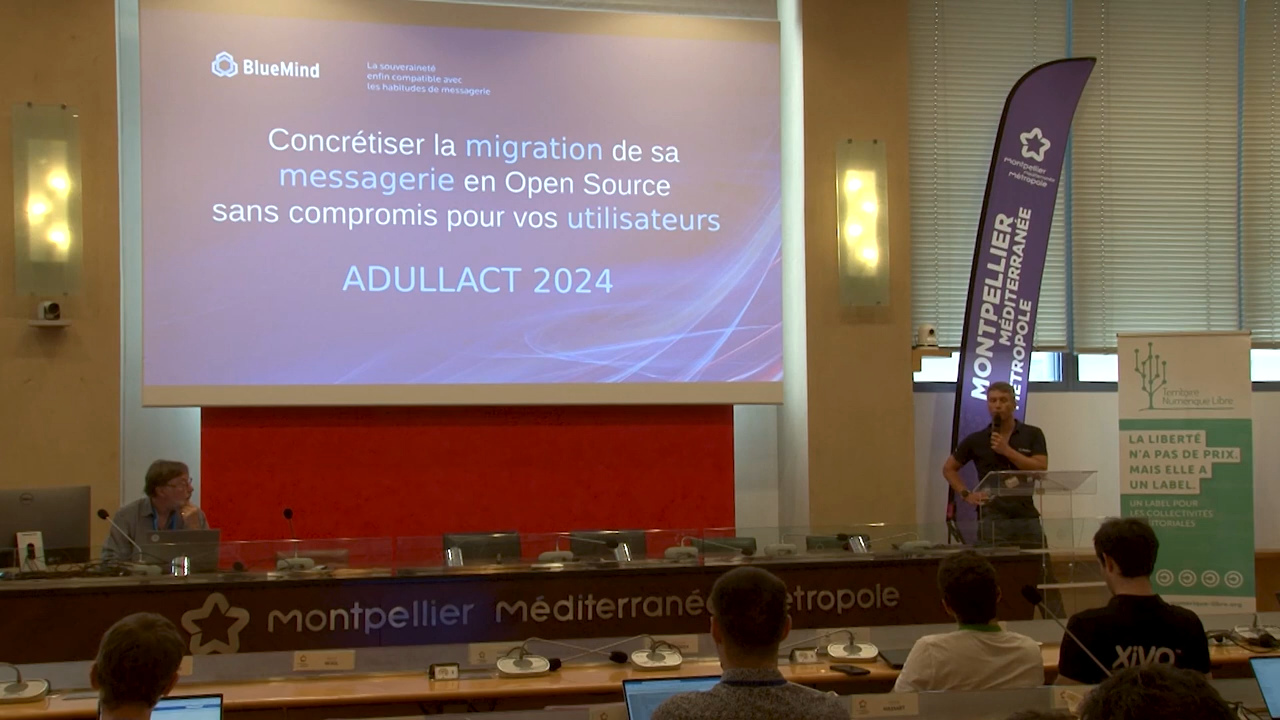 BlueMind
La souveraineté
enfin compatible avec
les habitudes de messagerie
Concrétiser la migration de sa
messagerie en Open Source
sans compromis pour vos utilisateurs
ADULLACT 2024
montpellier
méditerranée
métropole
MONTPELLIER
MÉDITERRANÉE
MÉTROPOLE
Territoire
Numérique Libre
LA LIBERTÉ
N'A PAS DE PRIX.
MAIS ELLE A
UN LABEL.
UN LABEL POUR
LES COLLECTIVITÉS
montpellier méditerranée
XiVO
DELL